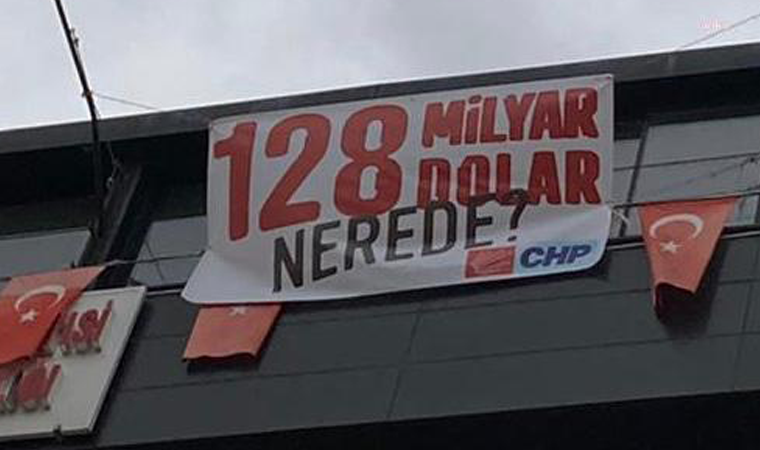 128 MİLYAR
DOLAR
NEREDE?
CHP